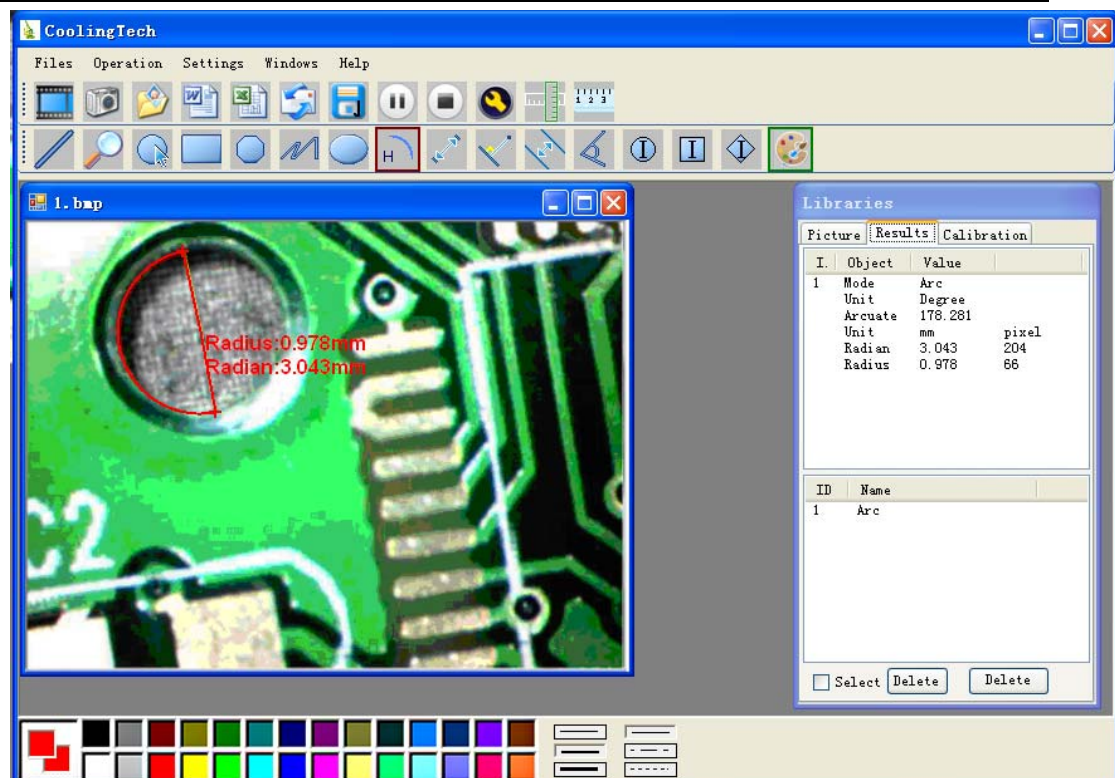 CoolingTech
Files Operation Settings Windows Help
1 2 3
H
I I I
1.bmp
Radius:0.978mm
Radian:3.043mm
C2
Libraries
Picture Results Calibration
I. Object Value
1 Mode Arc
Unit Degree
Arcuate 178.281
Unit mm pixel
Radian 3.043 204
Radius 0.978 66
ID Name
1 Arc
Select Delete Delete